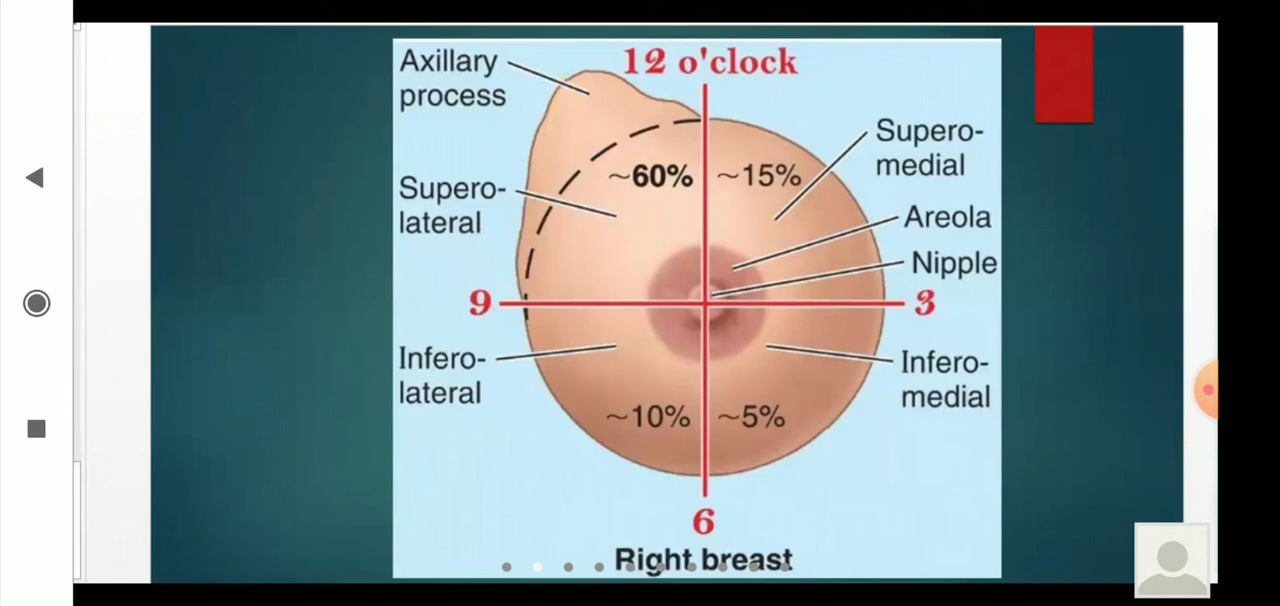 Axillary
process
12 o'clock
Supero-
medial
~60%
~15%
Supero-
lateral
Areola
Nipple
9
3
Infero-
lateral
Infero-
medial
~10%
~5%
6
Right breast